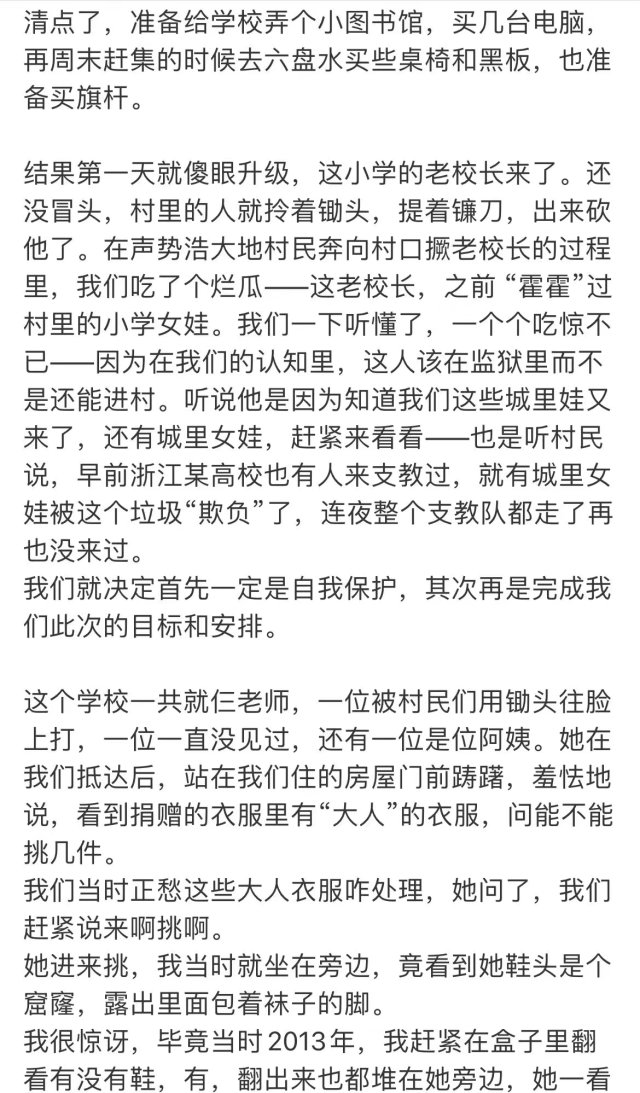 清点了，准备给学校弄个小图书馆，买几台电脑，
再周末赶集的时候去六盘水买些桌椅和黑板，也准
备买旗杆。
结果第一天就傻眼升级，这小学的老校长来了。还
没冒头，村里的人就拎着锄头，提着镰刀，出来砍
他了。在声势浩大地村民奔向村口撅老校长的过程
里，我们吃了个烂瓜——这老校长，之前 “霍霍”过
村里的小学女娃。我们一下听懂了，一个个吃惊不
已——因为在我们的认知里，这人该在监狱里而不
是还能进村。听说他是因为知道我们这些城里娃又
来了，还有城里女娃，赶紧来看看——也是听村民
说，早前浙江某高校也有人来支教过，就有城里女
娃被这个垃圾“欺负”了，连夜整个支教队都走了再
也没来过。
我们就决定首先一定是自我保护，其次再是完成我
们此次的目标和安排。
这个学校一共就仨老师，一位被村民们用锄头往脸
上打，一位一直没见过，还有一位是位阿姨。她在
我们抵达后，站在我们住的房屋门前踌躇，羞怯地
说，看到捐赠的衣服里有“大人”的衣服，问能不能
挑几件。
我们当时正愁这些大人衣服咋处理，她问了，我们
赶紧说来啊挑啊。
她进来挑，我当时就坐在旁边，竟看到她鞋头是个
窟窿，露出里面包着袜子的脚。
我很惊讶，毕竟当时2013年，我赶紧在盒子里翻
看有没有鞋，有，翻出来也都堆在她旁边，她一看